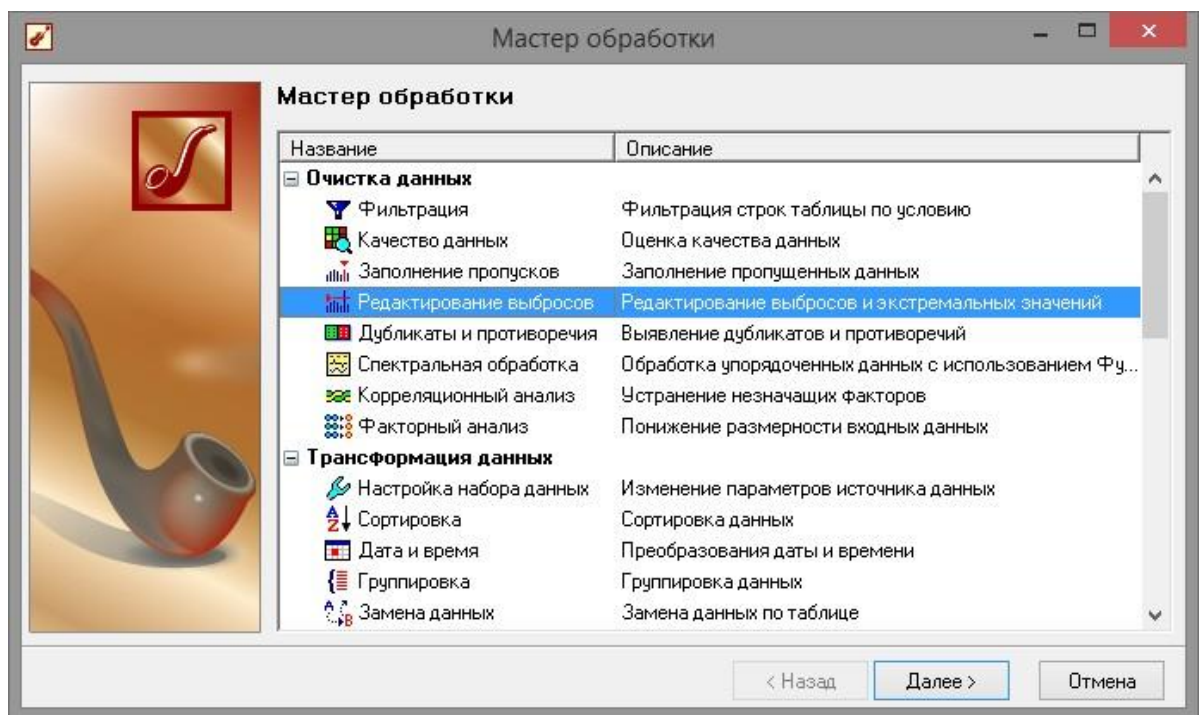 Мастер обработки
Мастер обработки
Название Описание
Очистка данных
Фильтрация Фильтрация строк таблицы по условию
Качество данных Оценка качества данных
Заполнение пропусков Заполнение пропущенных данных
Редактирование выбросов Редактирование выбросов и экстремальных значений
Дубликаты и противоречия Выявление дубликатов и противоречий
Спектральная обработка Обработка упорядоченных данных с использованием Фу...
Корреляционный анализ Устранение незначащих факторов
Факторный анализ Понижение размерности входных данных
Трансформация данных
Настройка набора данных Изменение параметров источника данных
Сортировка Сортировка данных
Дата и время Преобразования даты и времени
Группировка Группировка данных
Замена данных Замена данных по таблице
< Назад Далее > Отмена